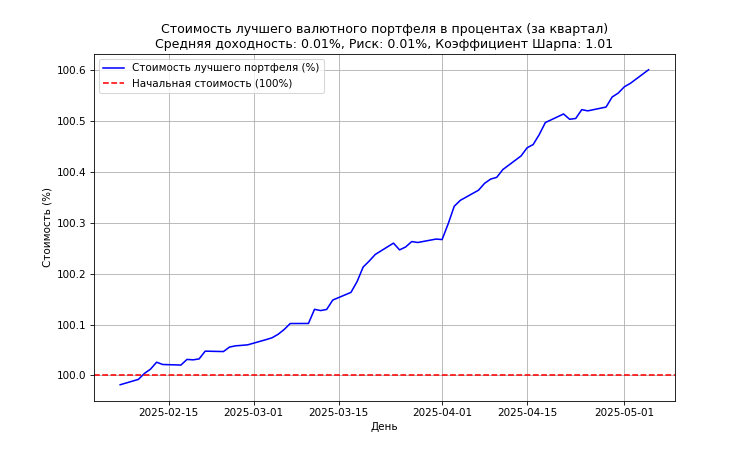 Стоимость лучшего валютного портфеля в процентах (за квартал)
Средняя доходность: 0.01%, Риск: 0.01%, Коэффициент Шарпа: 1.01
Стоимость лучшего портфеля (%)
Начальная стоимость (100%)
Стоимость (%)
100.6
100.5
100.4
100.3
100.2
100.1
100.0
2025-02-15
2025-03-01
2025-03-15
2025-04-01
2025-04-15
2025-05-01
День